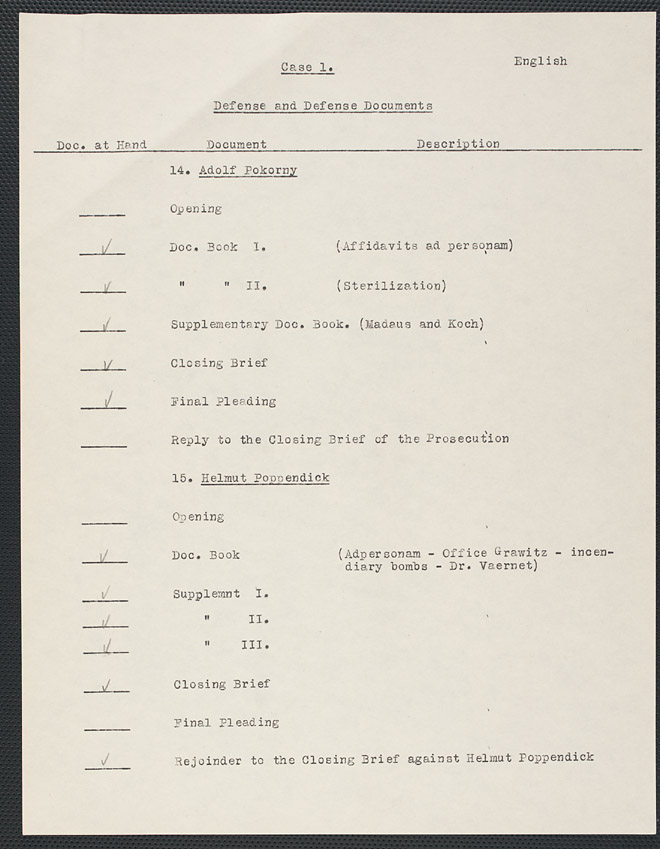 Case 1.
English
Defense and Defense Documents
Doc. at Hand Document Description
14. Adolf Pokorny
Opening
✓ Doc. Book I. (Affidavits ad personam)
✓ " " II. (Sterilization)
✓ Supplementary Doc. Book. (Madaus and Koch)
✓ Closing Brief
✓ Final Pleading
Reply to the Closing Brief of the Prosecution
15. Helmut Poppendick
Opening
✓ Doc. Book (Adpersonam - Office Grawitz - incen-
diary bombs - Dr. Vaernet)
✓ Supplemnt I.
✓ " II.
✓ " III.
✓ Closing Brief
Final Pleading
✓ Rejoinder to the Closing Brief against Helmut Poppendick